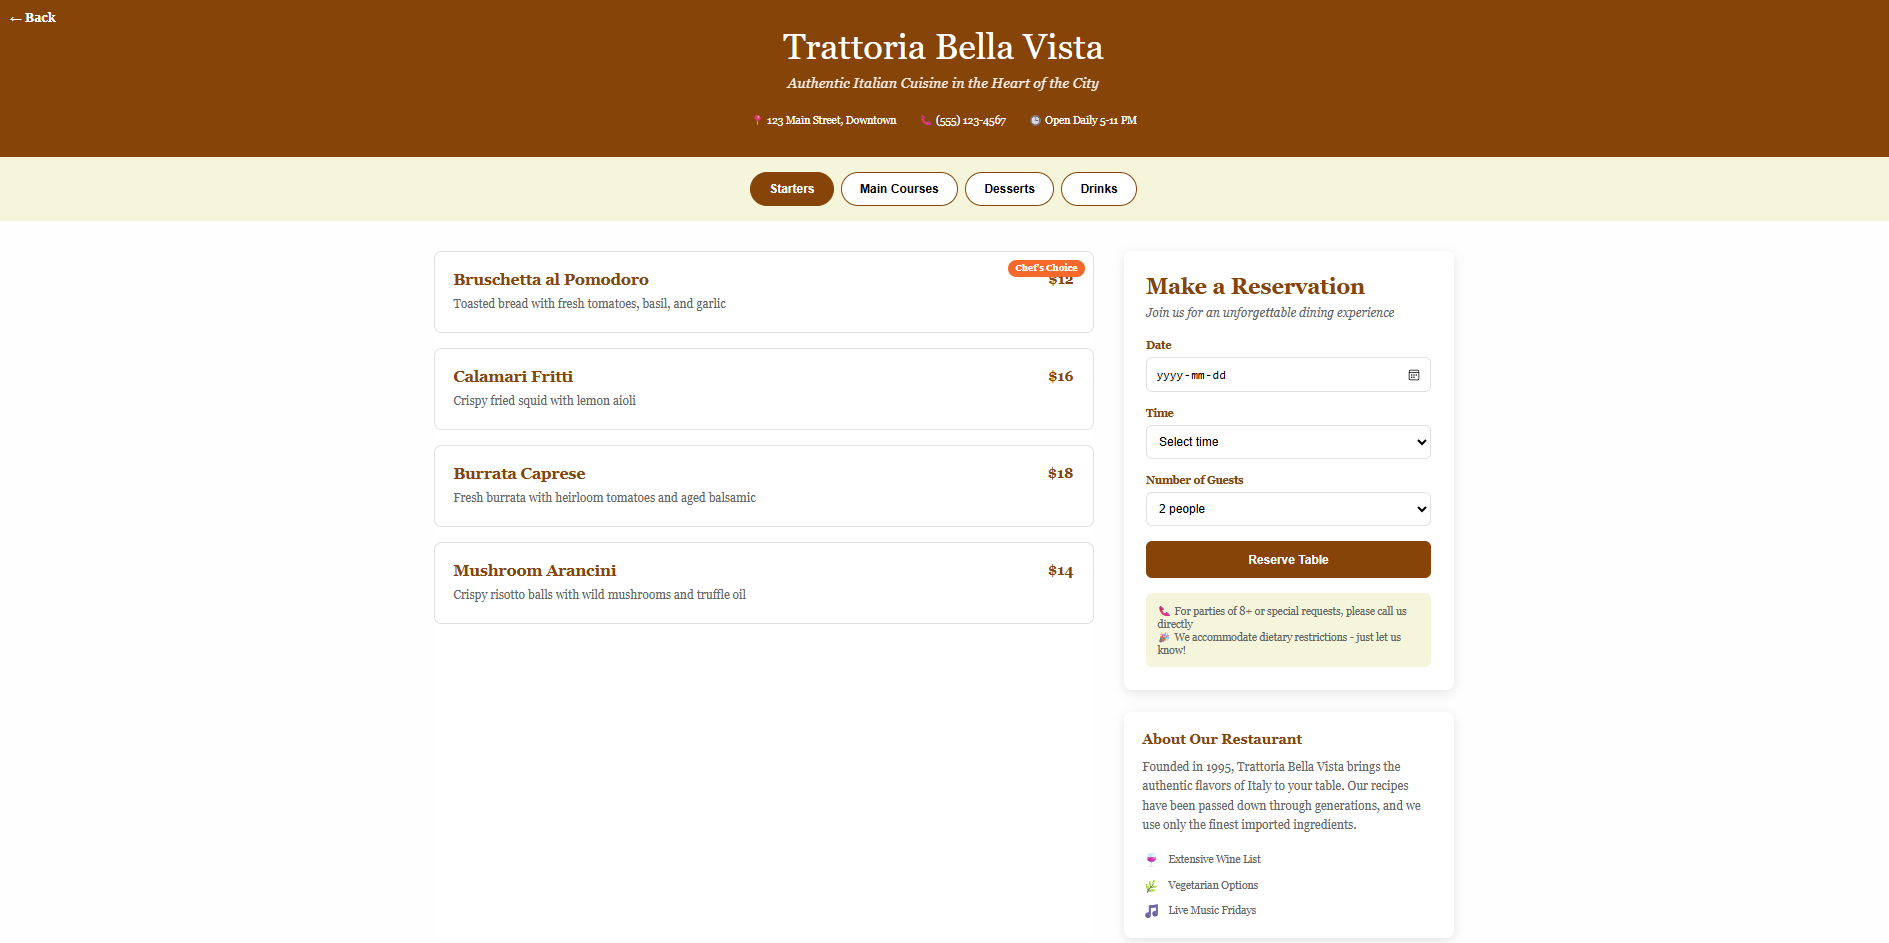 ← Back
Trattoria Bella Vista
Authentic Italian Cuisine in the Heart of the City
📍 123 Main Street, Downtown 📞 (555) 123-4567 🕒 Open Daily 5-11 PM
Starters Main Courses Desserts Drinks
Chef's Choice
Bruschetta al Pomodoro $12
Toasted bread with fresh tomatoes, basil, and garlic
Calamari Fritti $16
Crispy fried squid with lemon aioli
Burrata Caprese $18
Fresh burrata with heirloom tomatoes and aged balsamic
Mushroom Arancini $14
Crispy risotto balls with wild mushrooms and truffle oil
Make a Reservation
Join us for an unforgettable dining experience
Date
yyyy-mm-dd
Time
Select time
Number of Guests
2 people
Reserve Table
📞 For parties of 8+ or special requests, please call us
directly
🎉 We accommodate dietary restrictions - just let us
know!
About Our Restaurant
Founded in 1995, Trattoria Bella Vista brings the
authentic flavors of Italy to your table. Our recipes
have been passed down through generations, and we
use only the finest imported ingredients.
🍷 Extensive Wine List
🌿 Vegetarian Options
🎵 Live Music Fridays